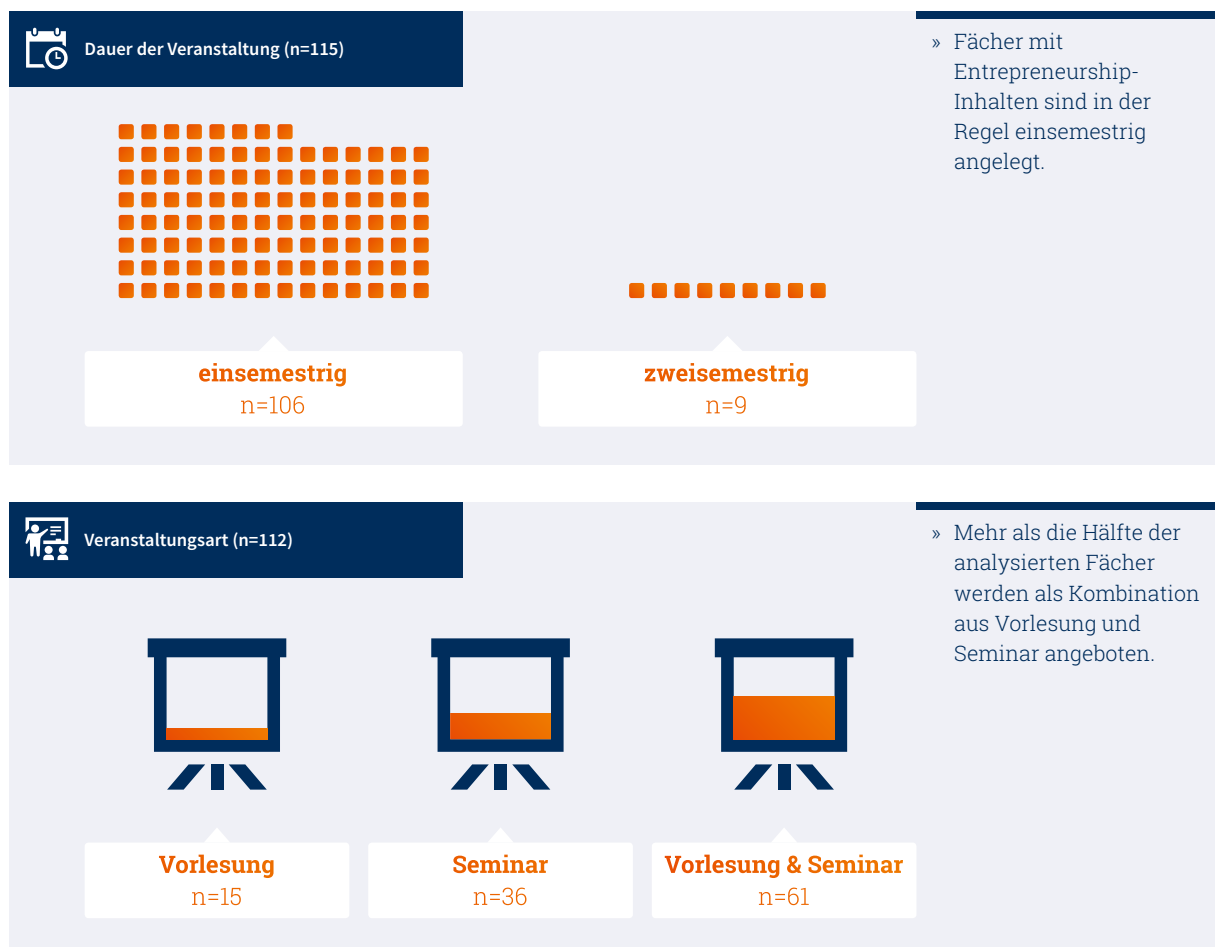 Dauer der Veranstaltung (n=115)
» Fächer mit
Entrepreneurship-
Inhalten sind in der
Regel einsemestrig
angelegt.
einsemestrig
n=106
zweisemestrig
n=9
Veranstaltungsart (n=112)
» Mehr als die Hälfte der
analysierten Fächer
werden als Kombination
aus Vorlesung und
Seminar angeboten.
Vorlesung
n=15
Seminar
n=36
Vorlesung & Seminar
n=61